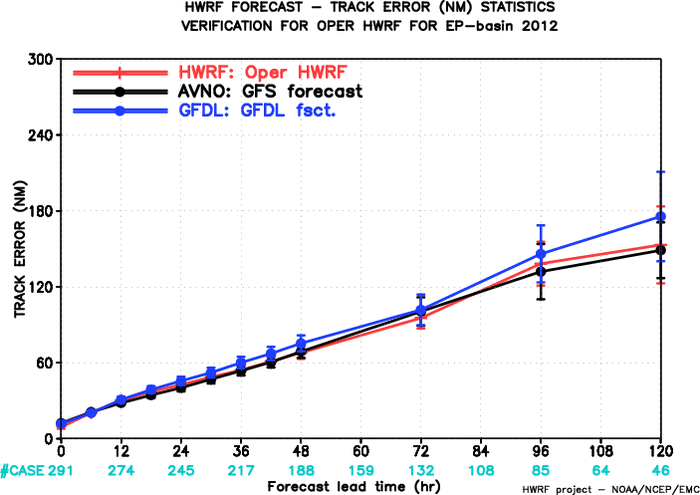 HWRF FORECAST – TRACK ERROR (NM) STATISTICS
VERIFICATION FOR OPER HWRF FOR EP–basin 2012
HWRF: Oper HWRF
AVNO: GFS forecast
GFDL: GFDL fsct.
TRACK ERROR (NM)
300
240
180
120
60
0
0 12 24 36 48 60 72 84 96 108 120
#CASE 291 274 245 217 188 159 132 108 85 64 46
Forecast lead time (hr)
HWRF project – NOAA/NCEP/EMC